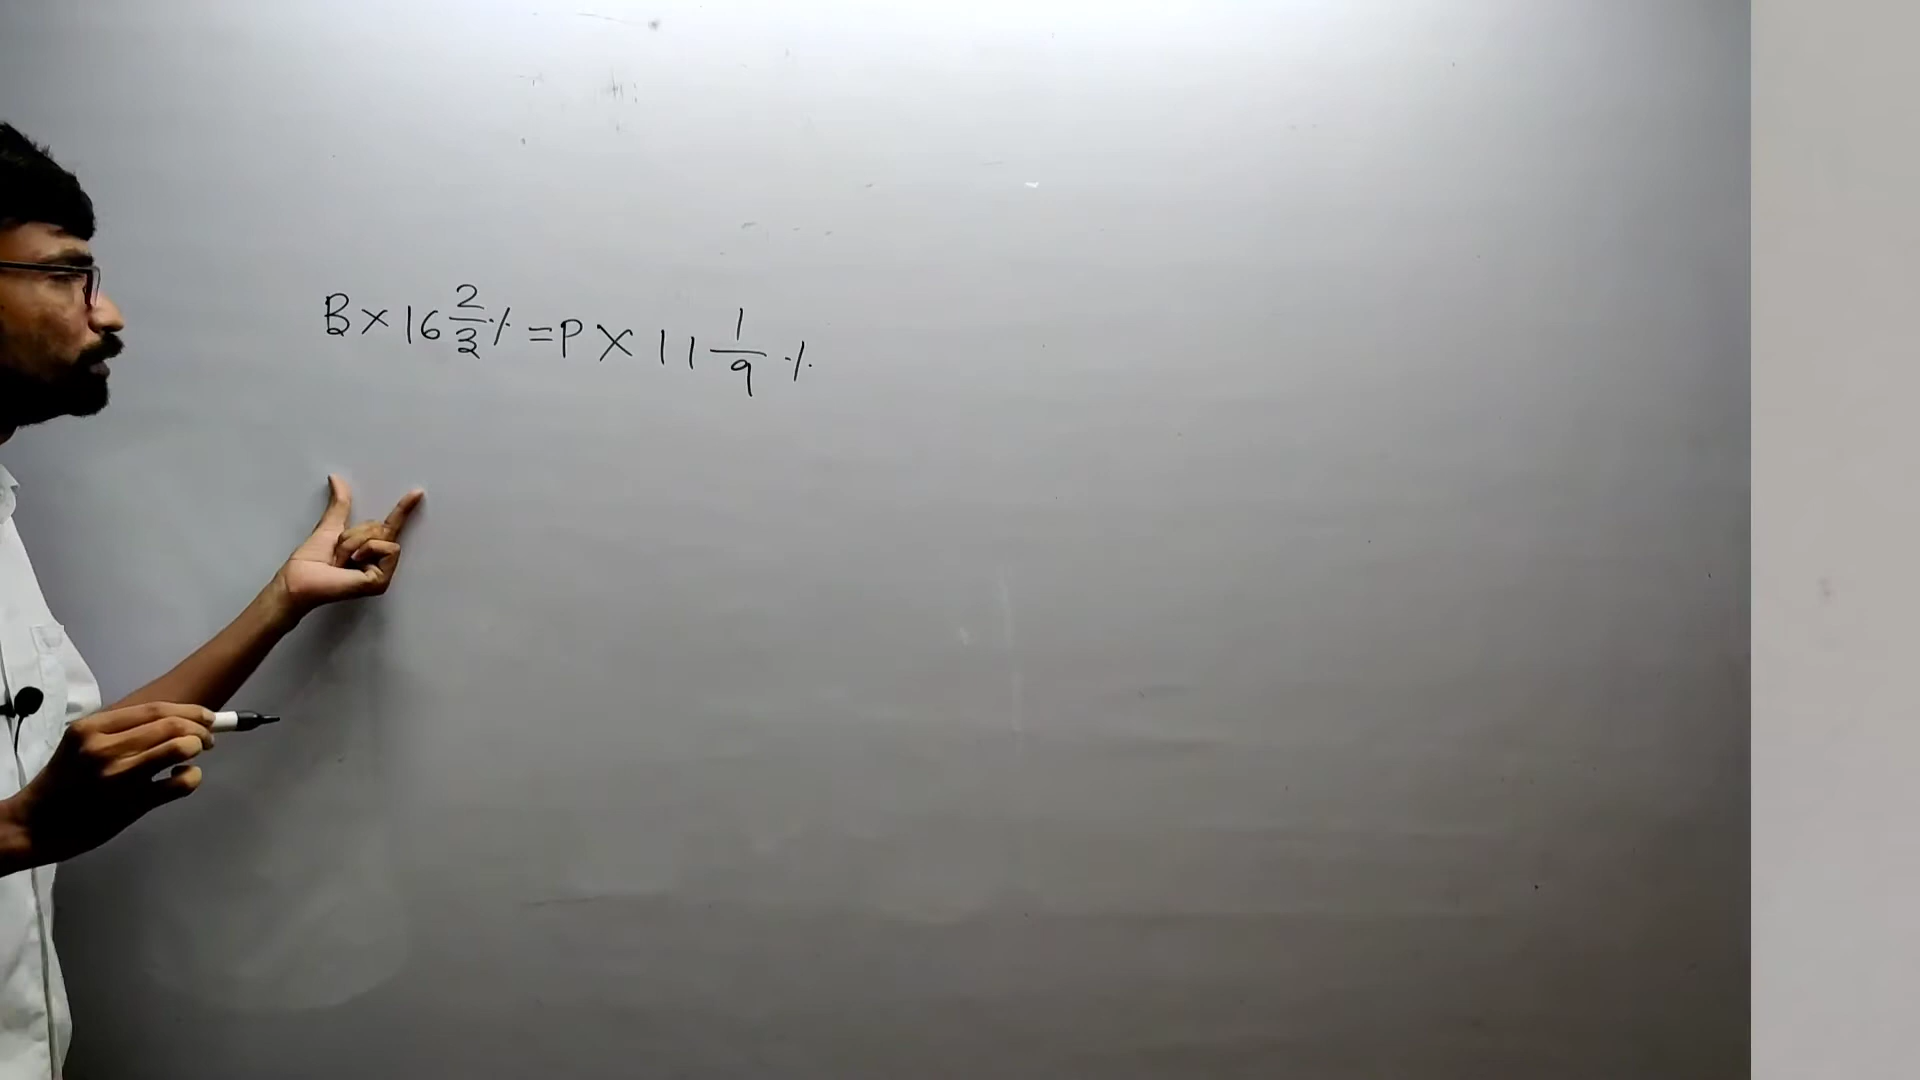 B × 16 2/3 % = P × 11 1/9 %